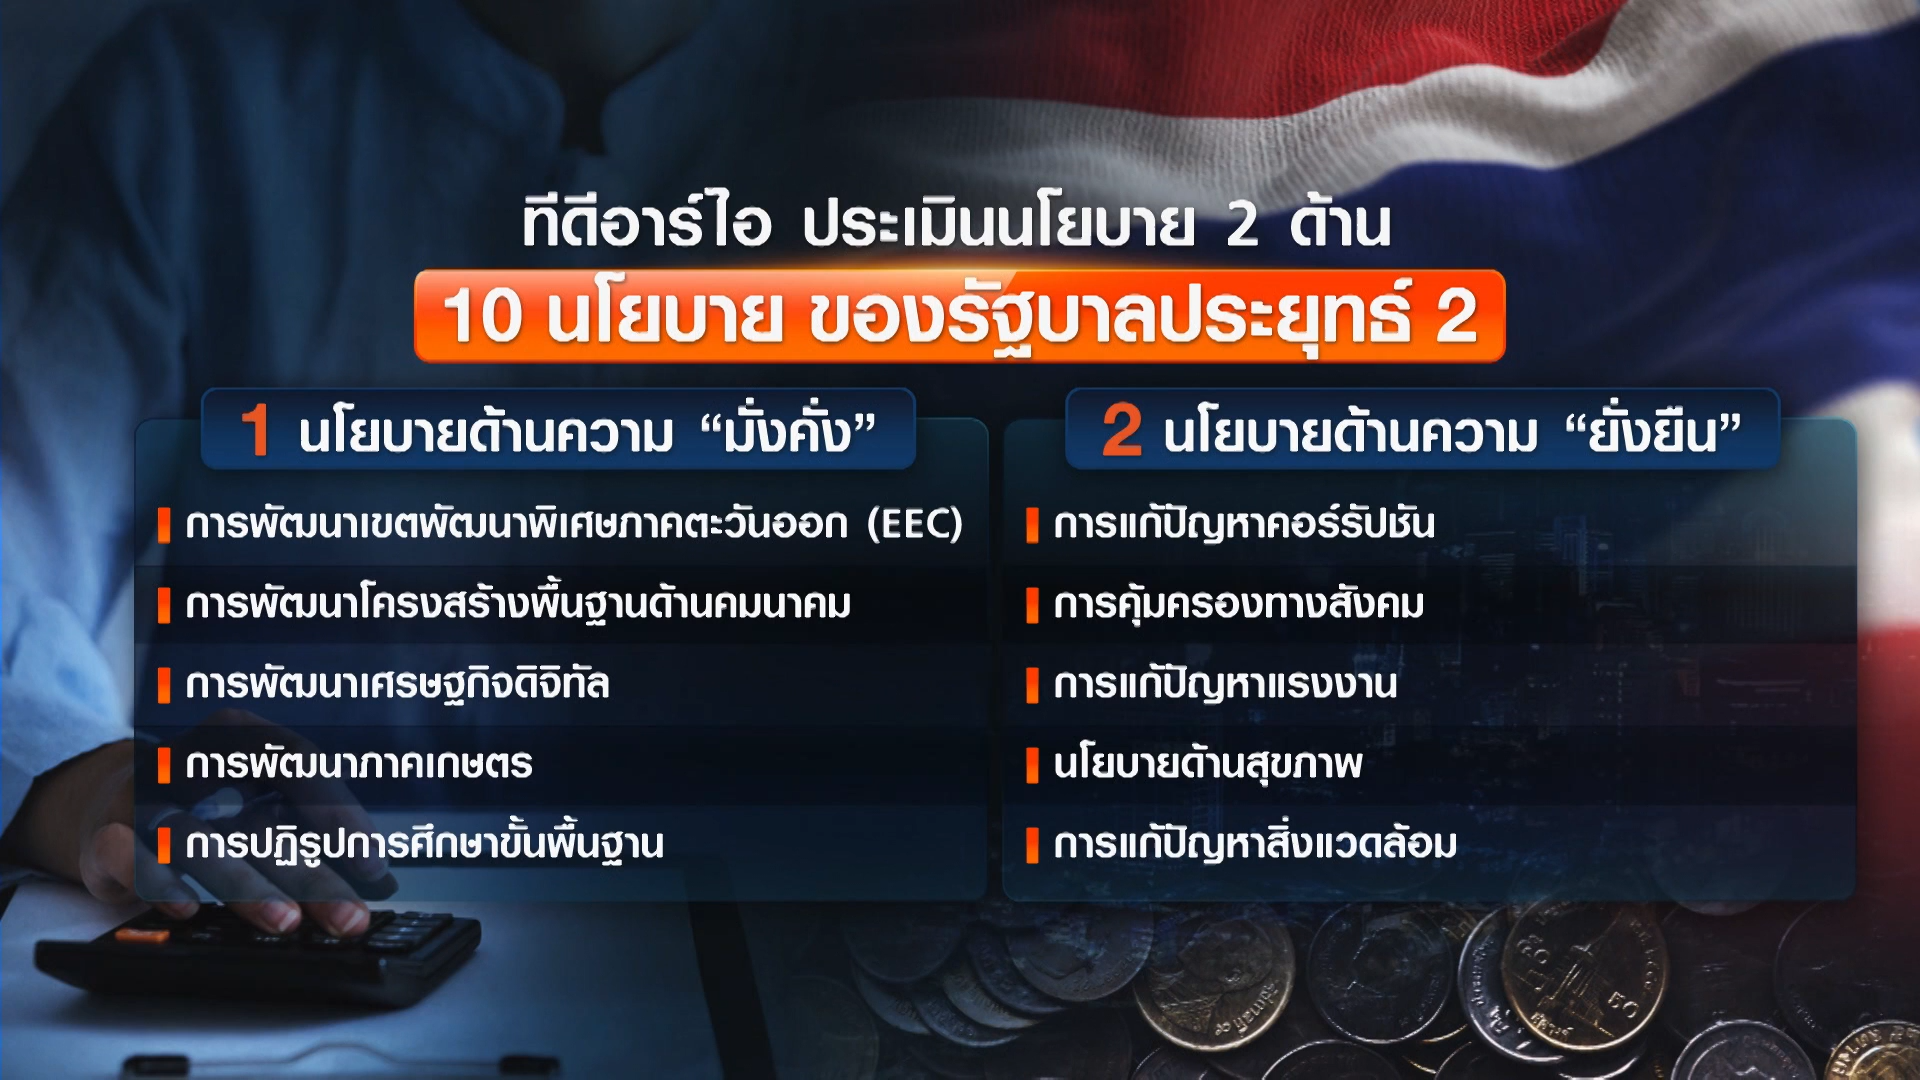 ทีดีอาร์ไอ ประเมินนโยบาย 2 ด้าน
10 นโยบาย ของรัฐบาลประยุทธ์ 2
1 นโยบายด้านความ “มั่งคั่ง”
การพัฒนาเขตพัฒนาพิเศษภาคตะวันออก (EEC)
การพัฒนาโครงสร้างพื้นฐานด้านคมนาคม
การพัฒนาเศรษฐกิจดิจิทัล
การพัฒนาภาคเกษตร
การปฏิรูปการศึกษาขั้นพื้นฐาน
2 นโยบายด้านความ “ยั่งยืน”
การแก้ปัญหาคอร์รัปชัน
การคุ้มครองทางสังคม
การแก้ปัญหาแรงงาน
นโยบายด้านสุขภาพ
การแก้ปัญหาสิ่งแวดล้อม